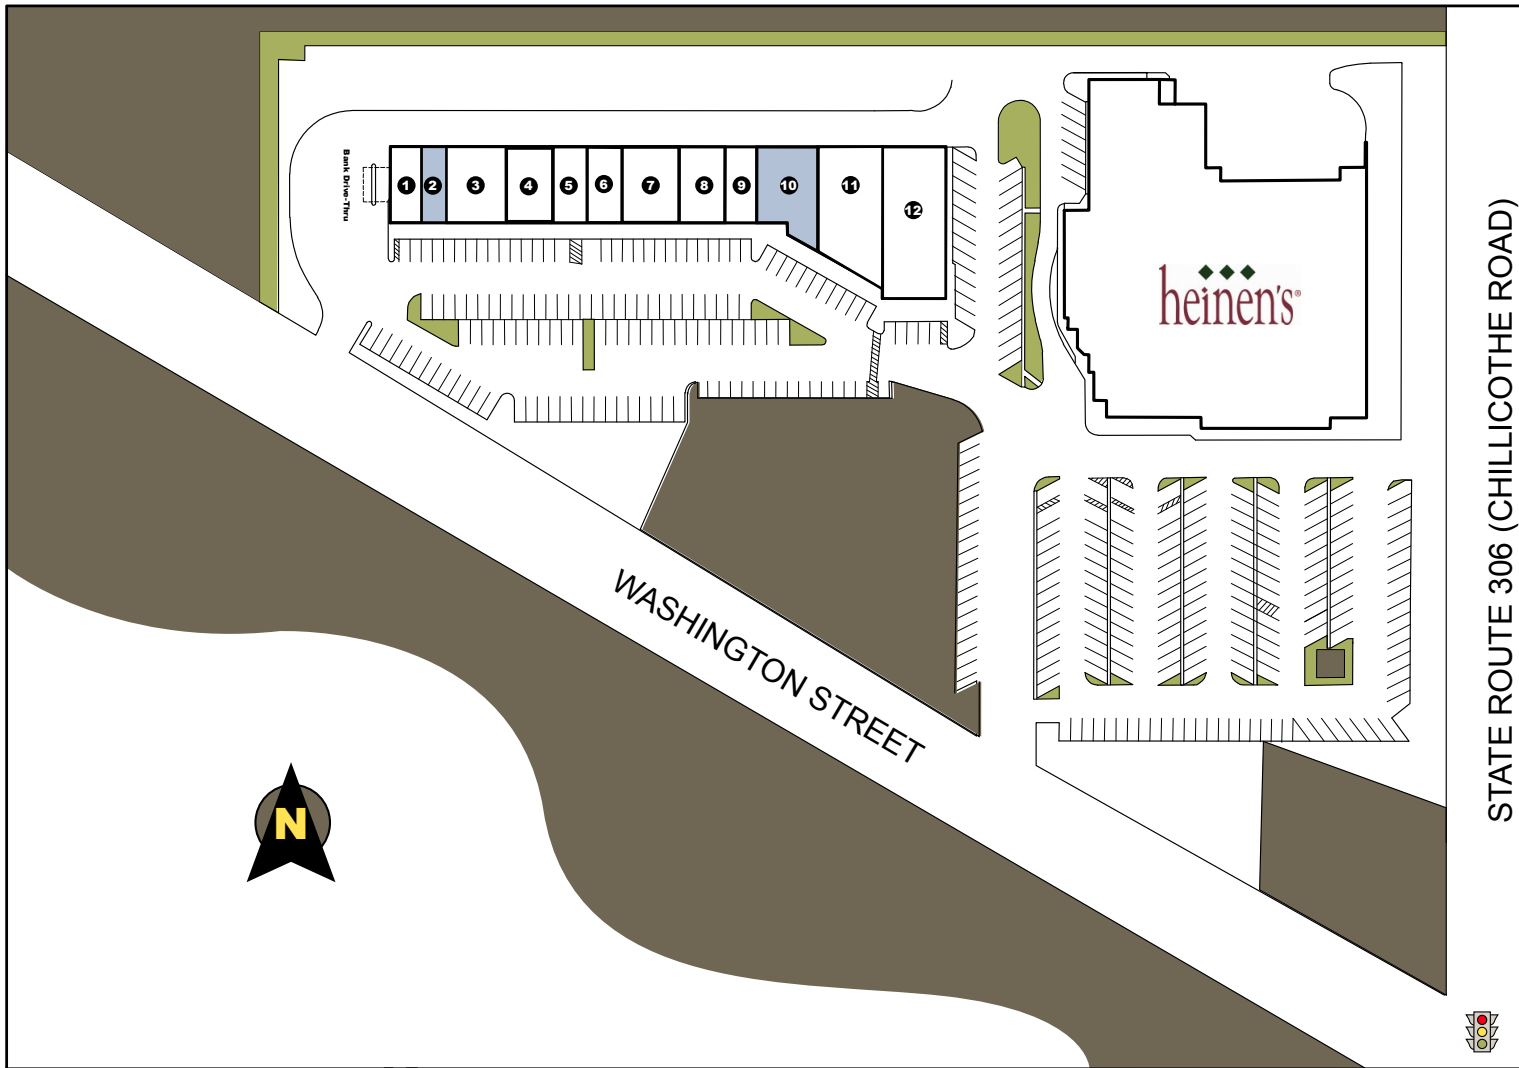 Bank Drive-Thru
1 2 3 4 5 6 7 8 9 10 11 12
heinen's®
STATE ROUTE 306 (CHILLICOTHE ROAD)
WASHINGTON STREET
N